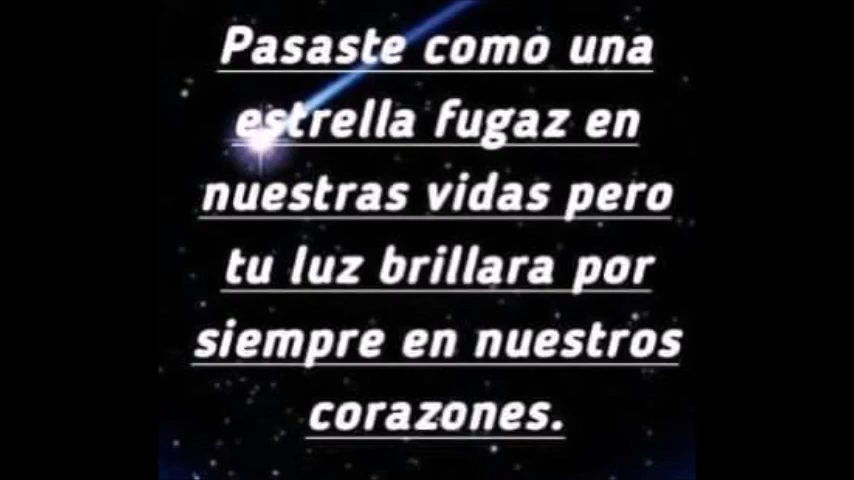 Pasaste como una
estrella fugaz en
nuestras vidas pero
tu luz brillara por
siempre en nuestros
corazones.